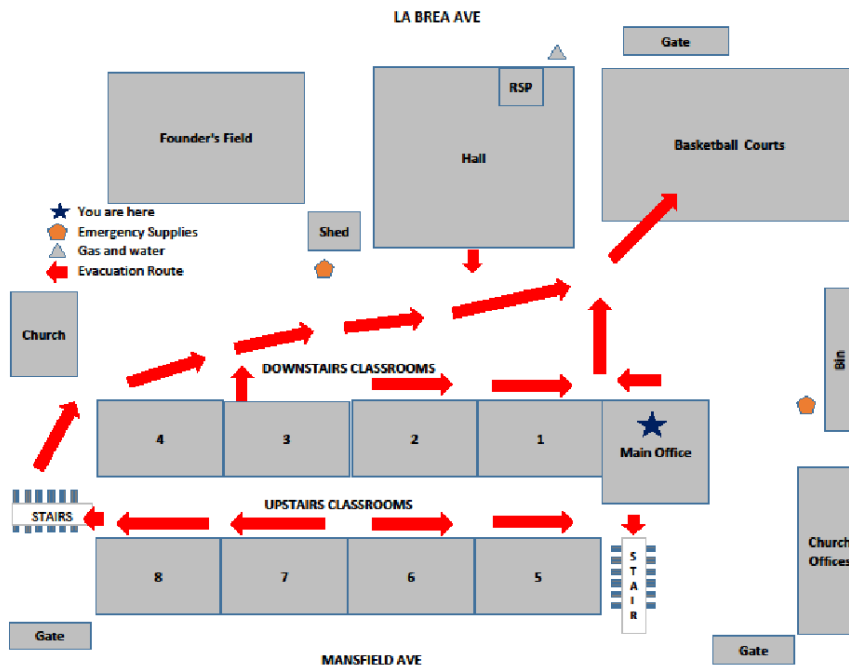 LA BREA AVE
Gate
RSP
Founder's Field
Hall
Basketball Courts
You are here
Emergency Supplies
Gas and water
Evacuation Route
Shed
Church
Bin
DOWNSTAIRS CLASSROOMS
4
3
2
1
Main Office
STAIRS
UPSTAIRS CLASSROOMS
8
7
6
5
S
T
A
I
R
Church
Offices
Gate
Gate
MANSFIELD AVE